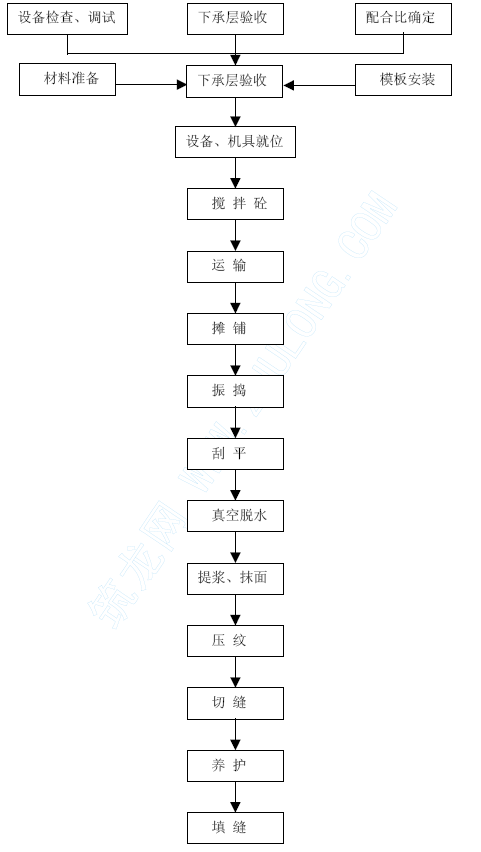 设备检查、调试
下承层验收
配合比确定
材料准备
下承层验收
模板安装
设备、机具就位
搅 拌 砼
运 输
摊 铺
振 捣
刮 平
真空脱水
提浆、抹面
压 纹
切 缝
养 护
填 缝
筑龙网 WWW.ZHULONG.COM